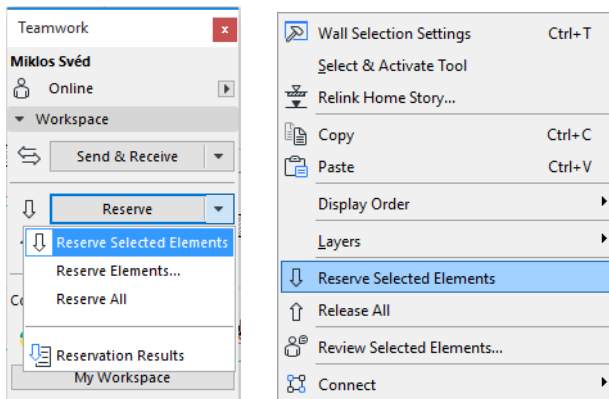 Teamwork
x
Miklos Svéd
Online
Workspace
Send & Receive
Reserve
Reserve Selected Elements
Reserve Elements...
Reserve All
Reservation Results
My Workspace
Wall Selection Settings Ctrl+T
Select & Activate Tool
Relink Home Story...
Copy Ctrl+C
Paste Ctrl+V
Display Order
Layers
Reserve Selected Elements
Release All
Review Selected Elements...
Connect